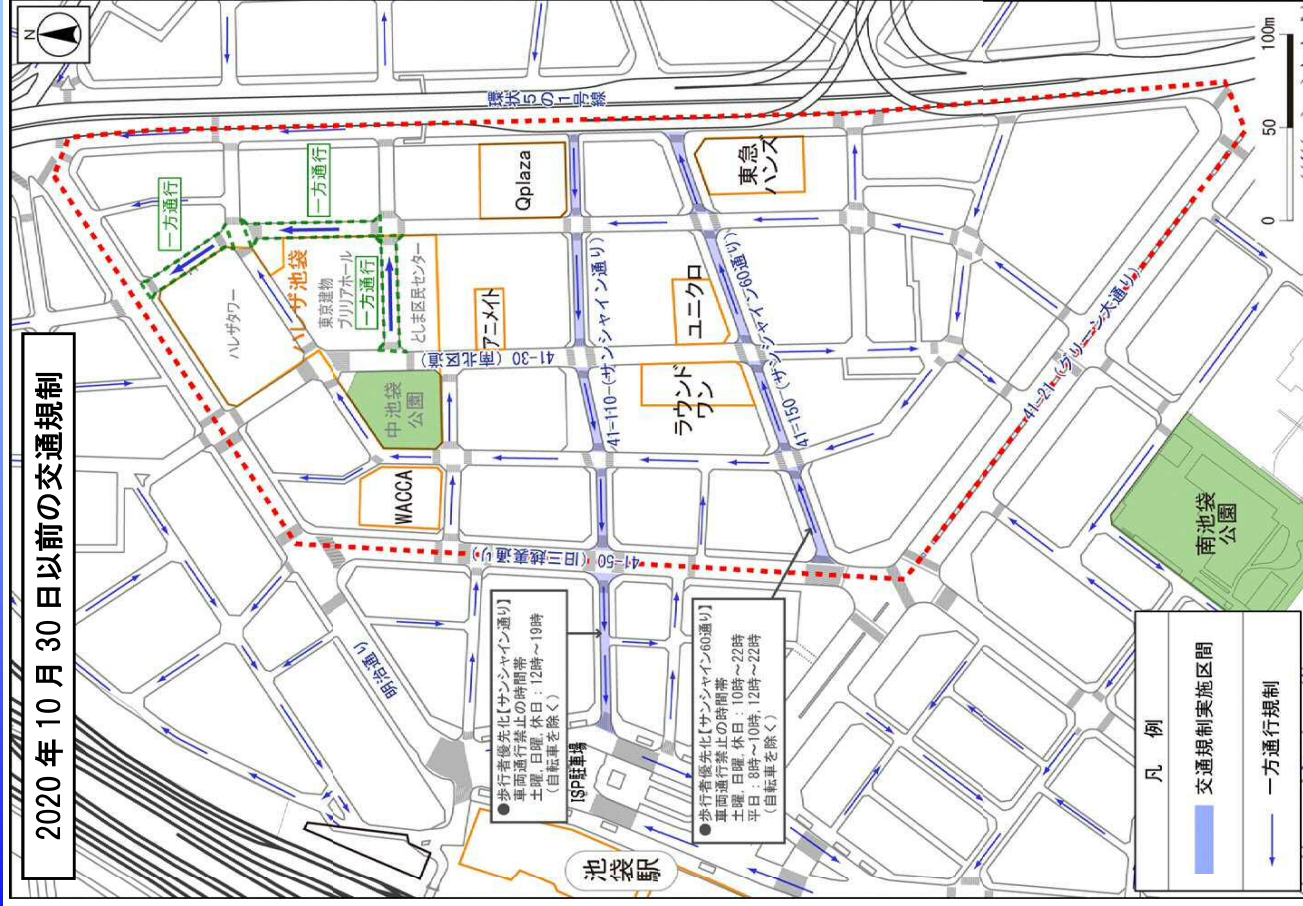 2020年10月30日以前の交通規制
N
環状5の1号線
一方通行
一方通行
一方通行
ハレザタワー
ハレザ池袋
東京建物
ブリリアホール
としま区民センター
中池袋
公園
WACCA
アニメイト
Qplaza
東急
ハンズ
ユニクロ
ラウンド
ワン
41-30(南北区道)
41-110-(サンシャイン通り)
41-150(サンシャイン60通り)
41-50(旧三越裏通り)
41-21(グリーン大通り)
明治通り
●歩行者優先化【サンシャイン通り】
車両通行禁止の時間帯
土曜,日曜,休日:12時~19時
(自転車を除く)
ISP駐車場
●歩行者優先化【サンシャイン60通り】
車両通行禁止の時間帯
土曜,日曜,休日:10時~22時
平日:8時~10時,12時~22時
(自転車を除く)
池袋
駅
南池袋
公園
凡例
交通規制実施区間
一方通行規制
0 50 100m